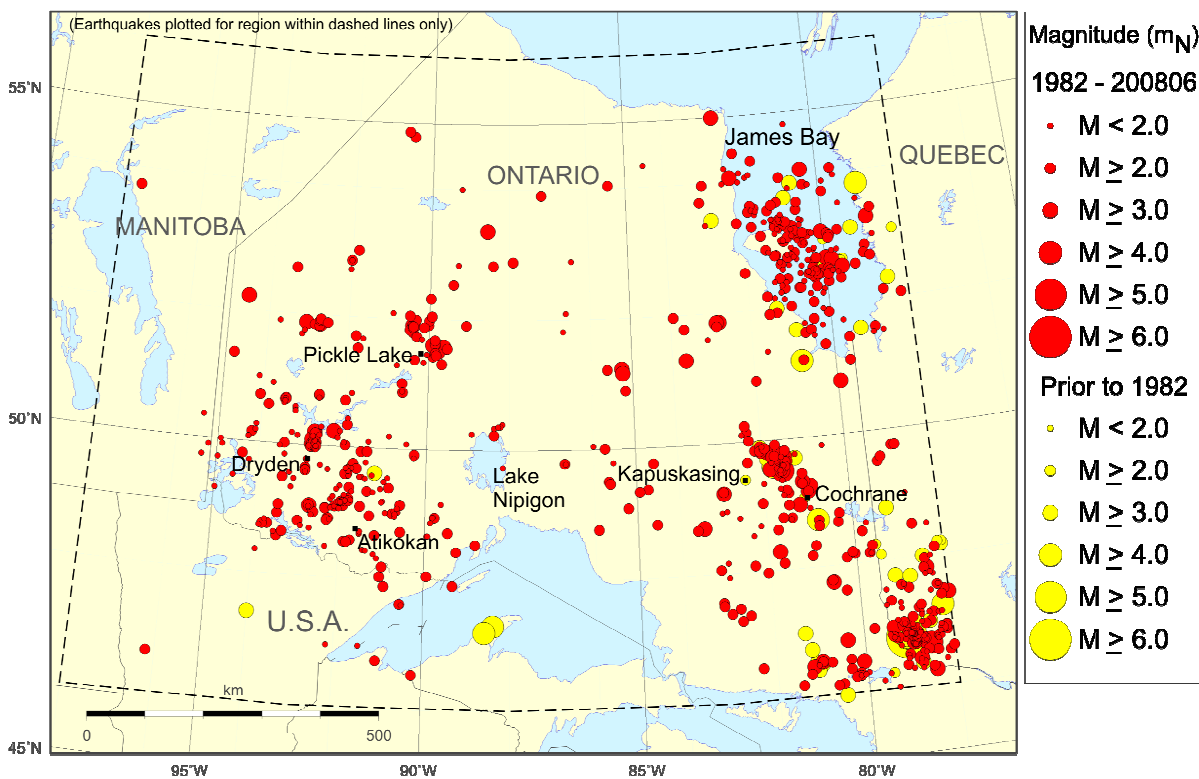 (Earthquakes plotted for region within dashed lines only)
Magnitude (mN)
1982 - 200806
M < 2.0
M ≥ 2.0
M ≥ 3.0
M ≥ 4.0
M ≥ 5.0
M ≥ 6.0
Prior to 1982
M < 2.0
M ≥ 2.0
M ≥ 3.0
M ≥ 4.0
M ≥ 5.0
M ≥ 6.0
55°N
50°N
45°N
James Bay
QUEBEC
ONTARIO
MANITOBA
Pickle Lake
Dryden
Lake
Nipigon
Kapuskasing
Cochrane
Atikokan
U.S.A.
km
0
500
95°W
90°W
85°W
80°W